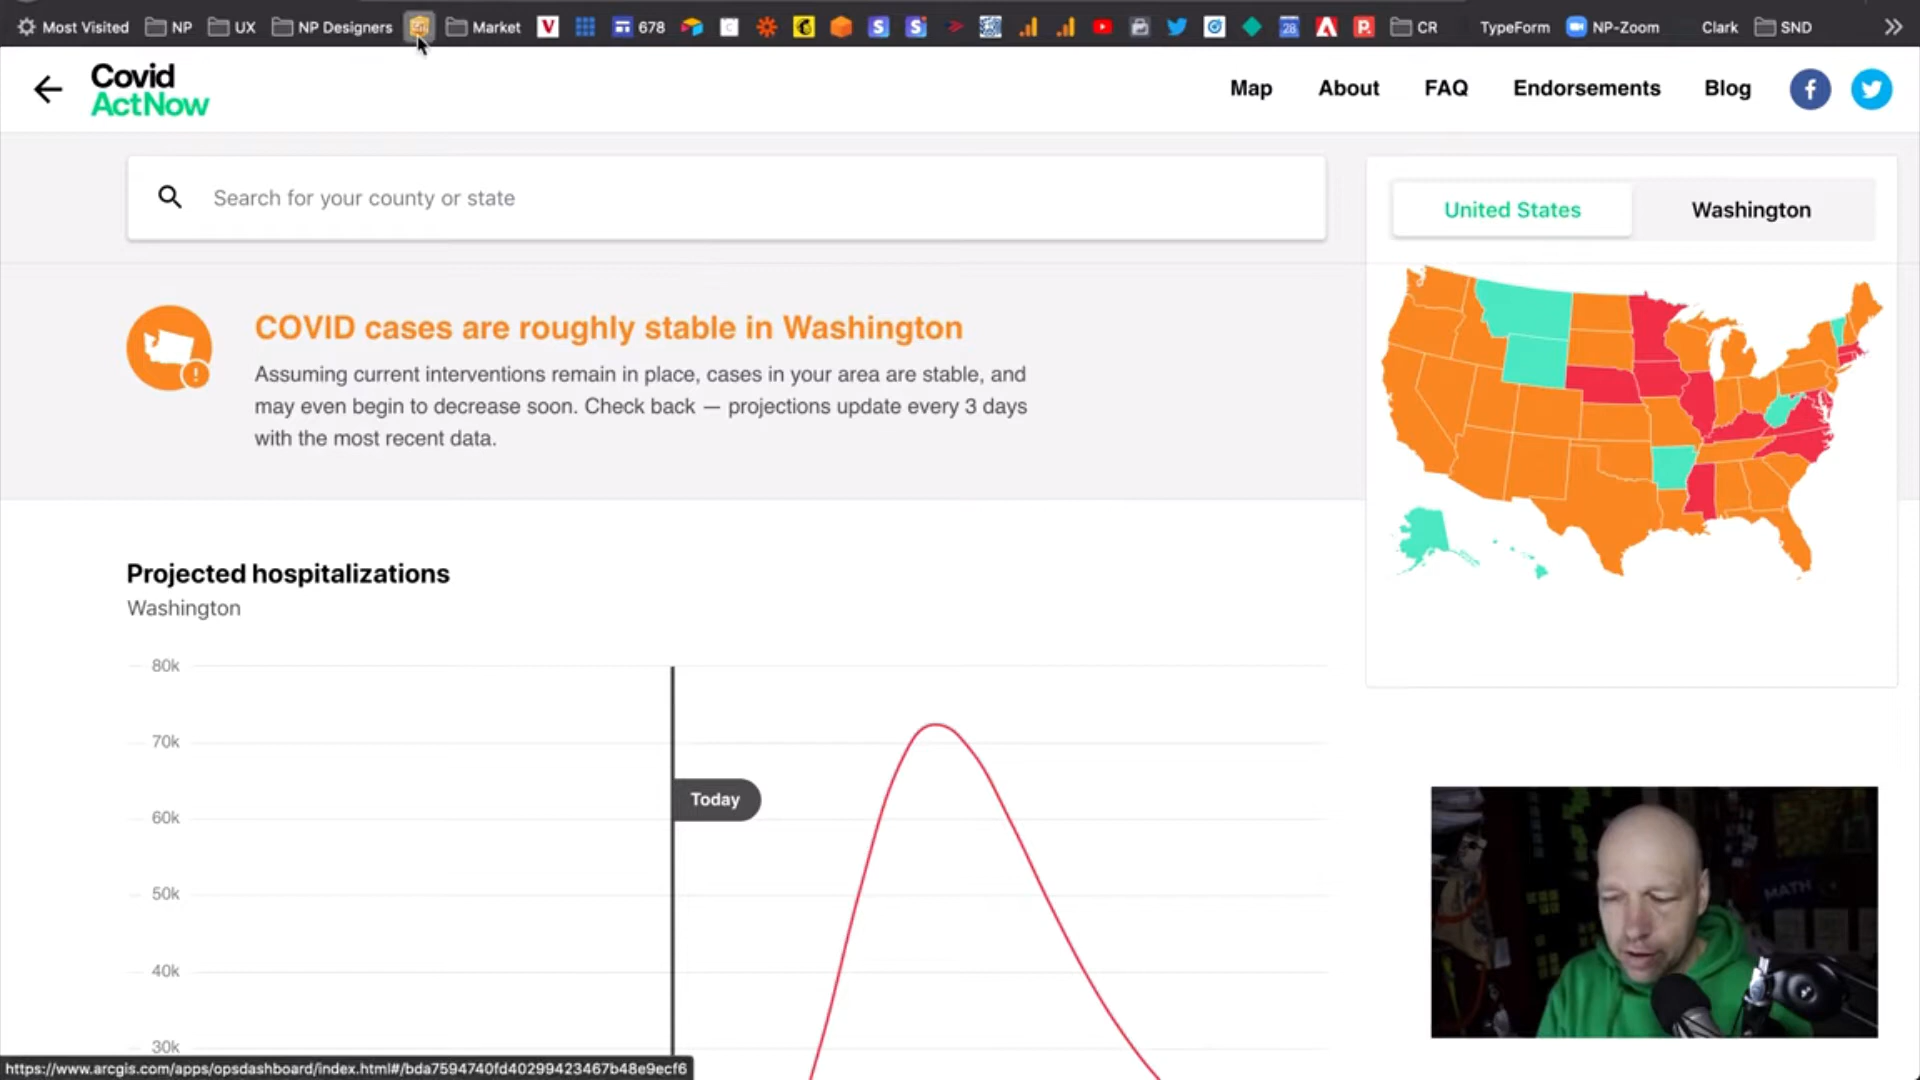 Most Visited NP UX NP Designers Market 678 28 CR TypeForm NP-Zoom Clark SND
Covid
ActNow
Map About FAQ Endorsements Blog
Search for your county or state
United States Washington
COVID cases are roughly stable in Washington
Assuming current interventions remain in place, cases in your area are stable, and
may even begin to decrease soon. Check back — projections update every 3 days
with the most recent data.
Projected hospitalizations
Washington
80k
70k
Today
60k
50k
40k
30k
MATH
https://www.arcgis.com/apps/opsdashboard/index.html#/bda7594740fd40299423467b48e9ecf6